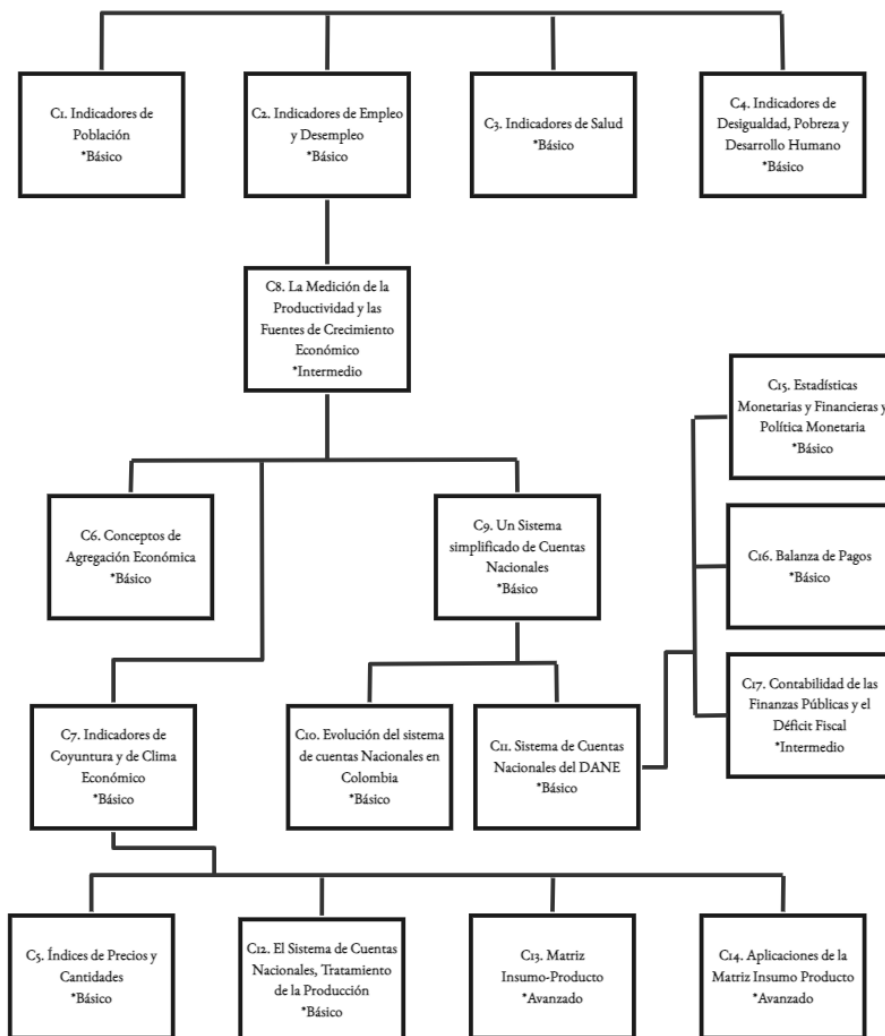 C1. Indicadores de
Población
*Básico
C2. Indicadores de Empleo
y Desempleo
*Básico
C3. Indicadores de Salud
*Básico
C4. Indicadores de
Desigualdad, Pobreza y
Desarrollo Humano
*Básico
C8. La Medición de la
Productividad y las
Fuentes de Crecimiento
Económico
*Intermedio
C15. Estadísticas
Monetarias y Financieras y
Política Monetaria
*Básico
C6. Conceptos de
Agregación Económica
*Básico
C9. Un Sistema
simplificado de Cuentas
Nacionales
*Básico
C16. Balanza de Pagos
*Básico
C17. Contabilidad de las
Finanzas Públicas y el
Déficit Fiscal
*Intermedio
C7. Indicadores de
Coyuntura y de Clima
Económico
*Básico
C10. Evolución del sistema
de cuentas Nacionales en
Colombia
*Básico
C11. Sistema de Cuentas
Nacionales del DANE
*Básico
C5. Índices de Precios y
Cantidades
*Básico
C12. El Sistema de Cuentas
Nacionales, Tratamiento
de la Producción
*Básico
C13. Matriz
Insumo-Producto
*Avanzado
C14. Aplicaciones de la
Matriz Insumo Producto
*Avanzado